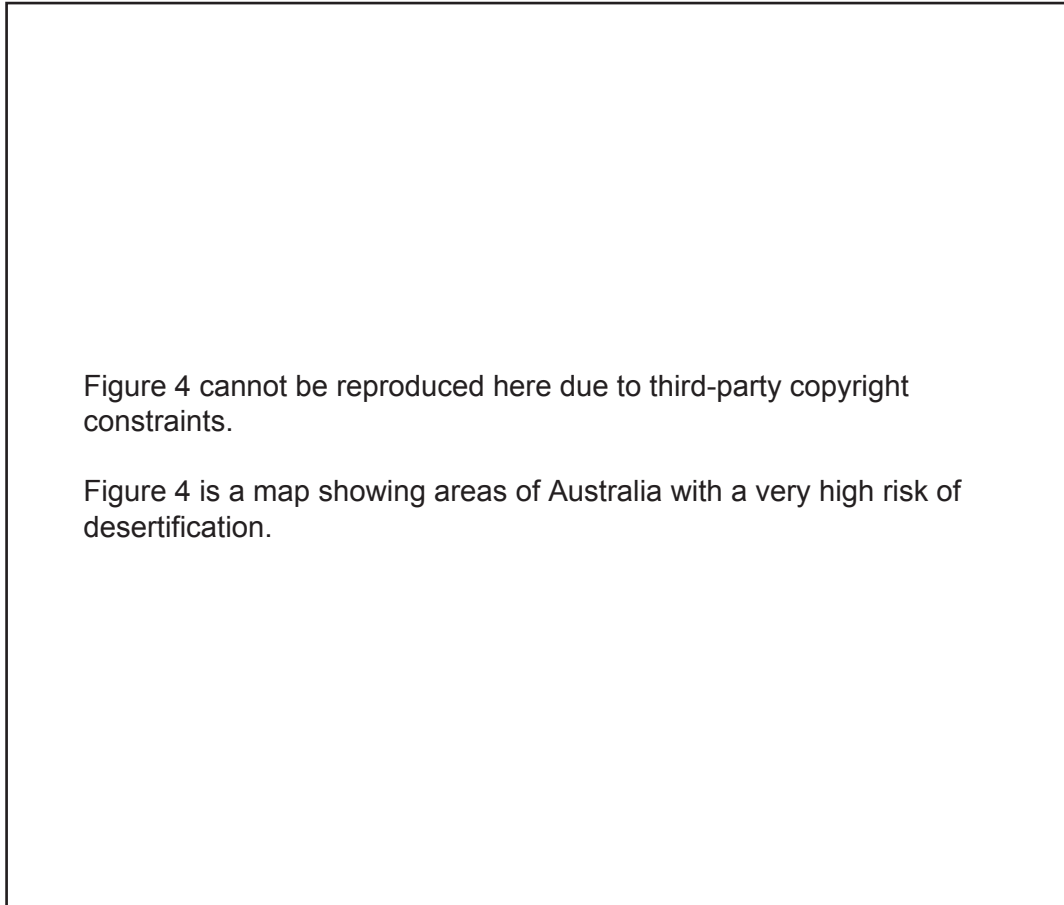 Figure 4 cannot be reproduced here due to third-party copyright
constraints.
Figure 4 is a map showing areas of Australia with a very high risk of
desertification.